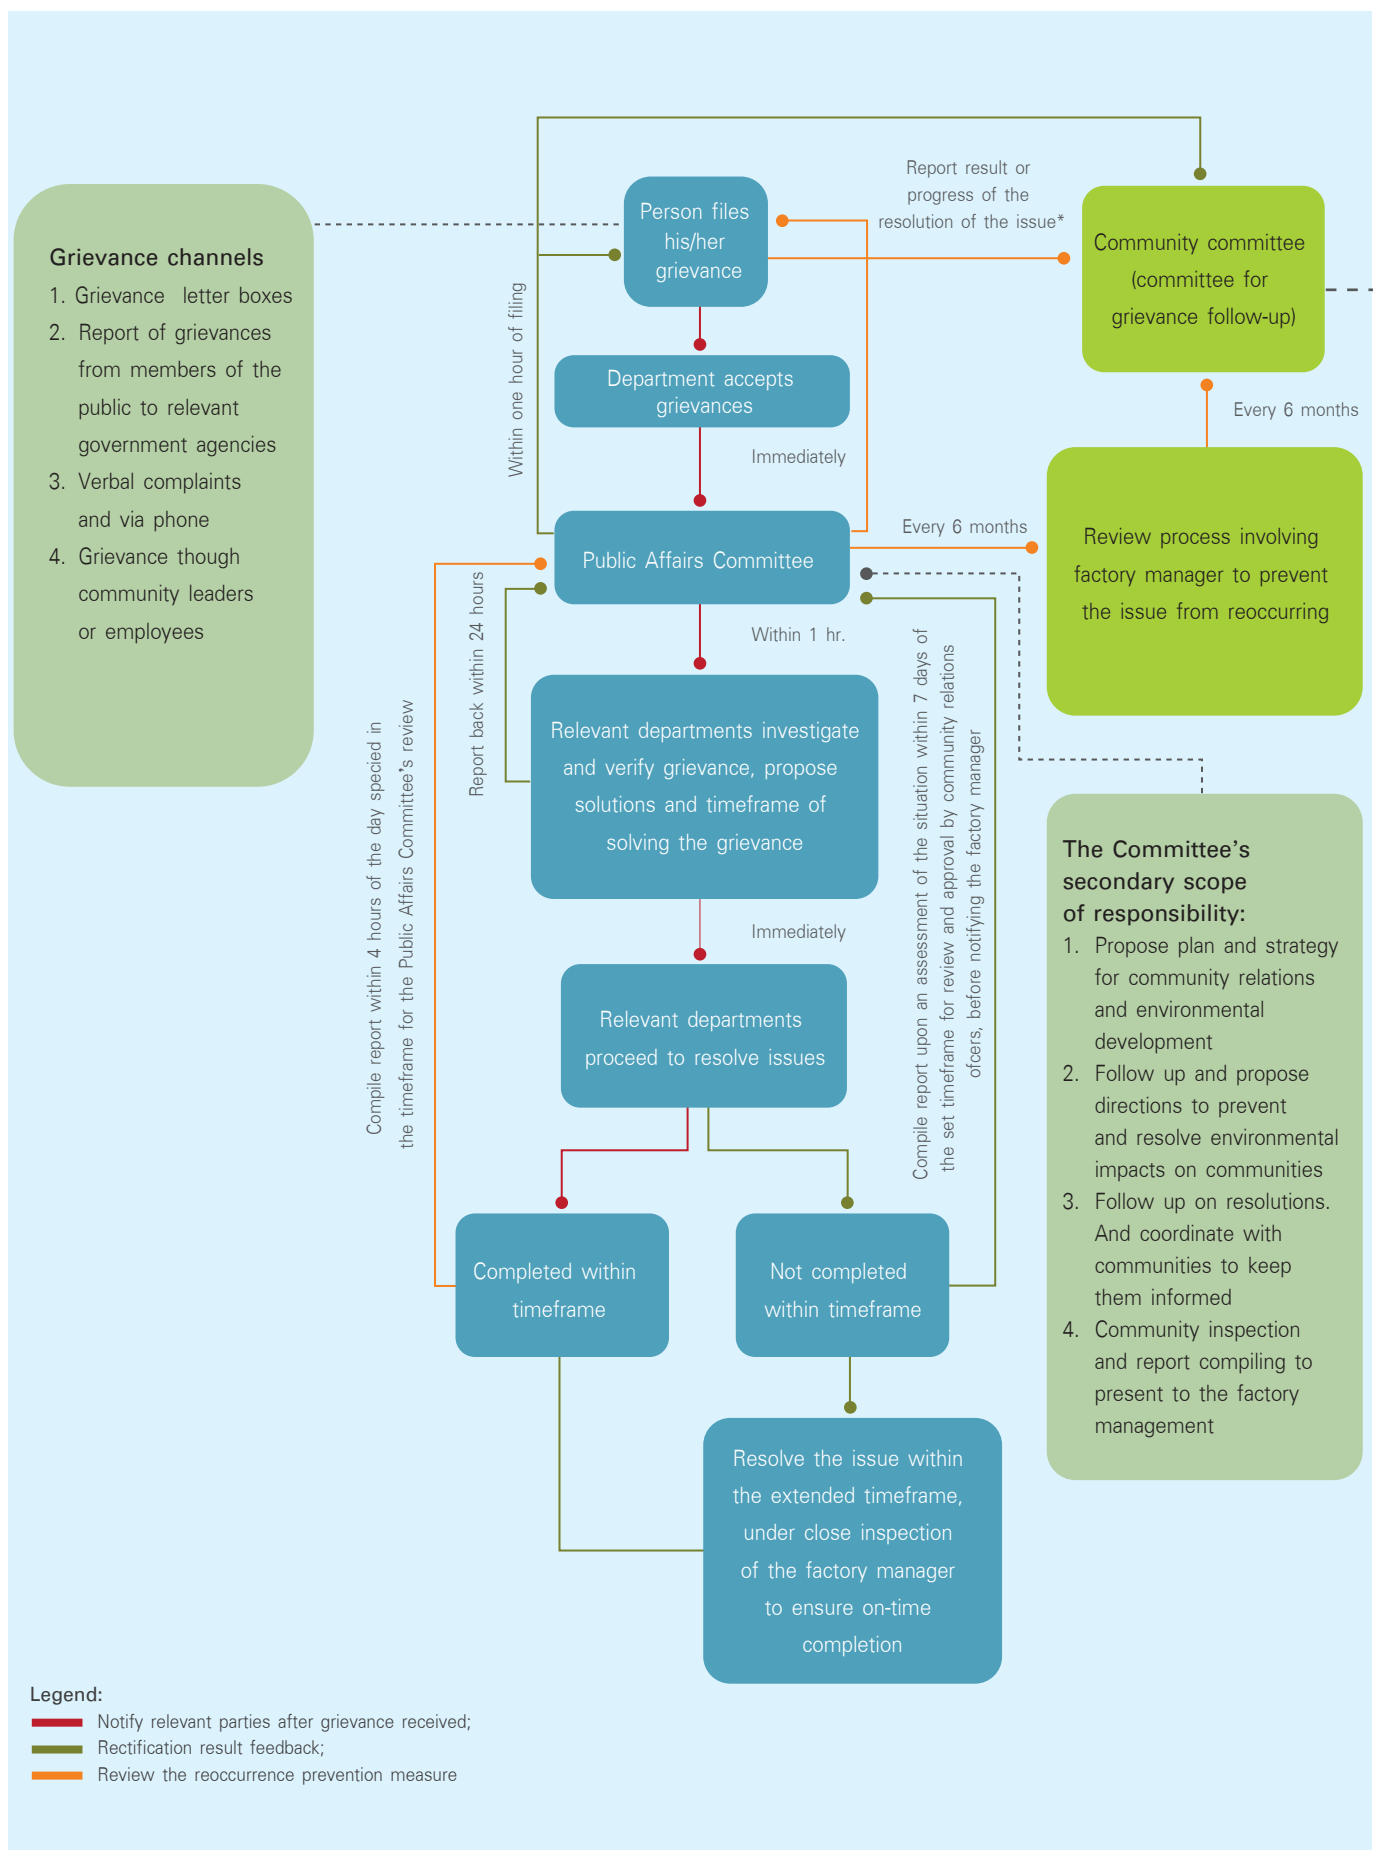 Grievance channels
1. Grievance letter boxes
2. Report of grievances
from members of the
public to relevant
government agencies
3. Verbal complaints
and via phone
4. Grievance though
community leaders
or employees
Person files
his/her
grievance
Report result or
progress of the
resolution of the issue*
Community committee
(committee for
grievance follow-up)
Within one hour of filing
Department accepts
grievances
Immediately
Every 6 months
Public Affairs Committee
Every 6 months
Review process involving
factory manager to prevent
the issue from reoccurring
Within 1 hr.
Report back within 24 hours
Relevant departments investigate
and verify grievance, propose
solutions and timeframe of
solving the grievance
Compile report within 4 hours of the day specied in
the timeframe for the Public Affairs Committee's review
Compile report upon an assessment of the situation within 7 days of
the set timeframe for review and approval by community relations
ofcers, before notifying the factory manager
Immediately
Relevant departments
proceed to resolve issues
Completed within
timeframe
Not completed
within timeframe
Resolve the issue within
the extended timeframe,
under close inspection
of the factory manager
to ensure on-time
completion
The Committee's
secondary scope
of responsibility:
1. Propose plan and strategy
for community relations
and environmental
development
2. Follow up and propose
directions to prevent
and resolve environmental
impacts on communities
3. Follow up on resolutions.
And coordinate with
communities to keep
them informed
4. Community inspection
and report compiling to
present to the factory
management
Legend:
Notify relevant parties after grievance received;
Rectification result feedback;
Review the reoccurrence prevention measure